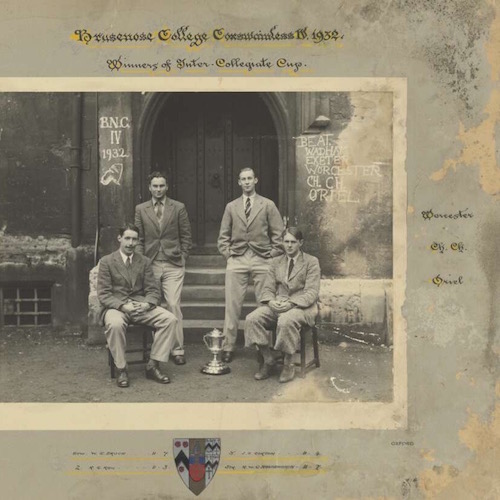 Brasenose College Coxswainless IV. 1932.
Winners of Inter-Collegiate Cup.
B.N.C.
IV
1932.
BEAT
WADHAM
EXETER
WORCHESTER
CH. CH.
ORIEL.
Worcester
Ch. Ch.
Oriel